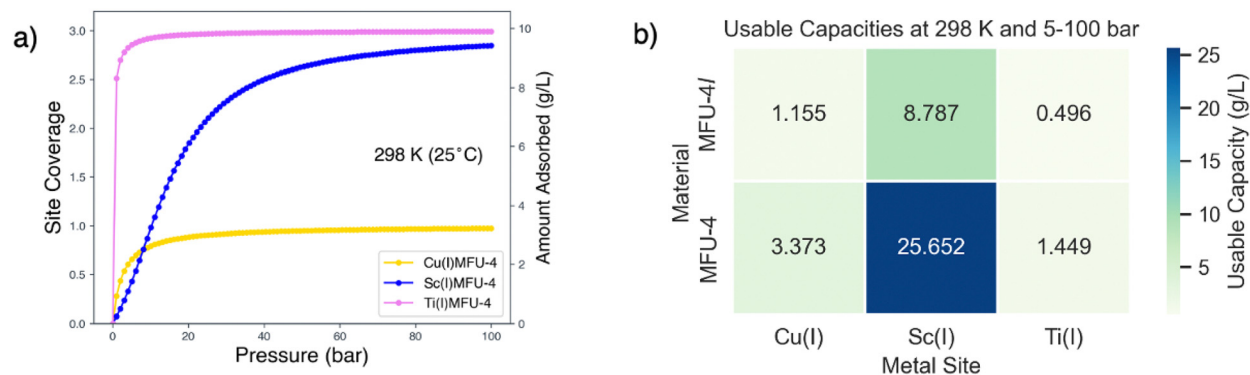 a)
Site Coverage
3.0
2.5
2.0
1.5
1.0
0.5
0.0
0
20
40
60
80
100
Pressure (bar)
298 K (25°C)
Cu(I)MFU-4
Sc(I)MFU-4
Ti(I)MFU-4
10
8
6
4
2
0
Amount Adsorbed (g/L)
b)
Usable Capacities at 298 K and 5-100 bar
Material
MFU-4l
MFU-4
1.155
8.787
0.496
3.373
25.652
1.449
Cu(I)
Sc(I)
Ti(I)
Metal Site
25
20
15
10
5
Usable Capacity (g/L)